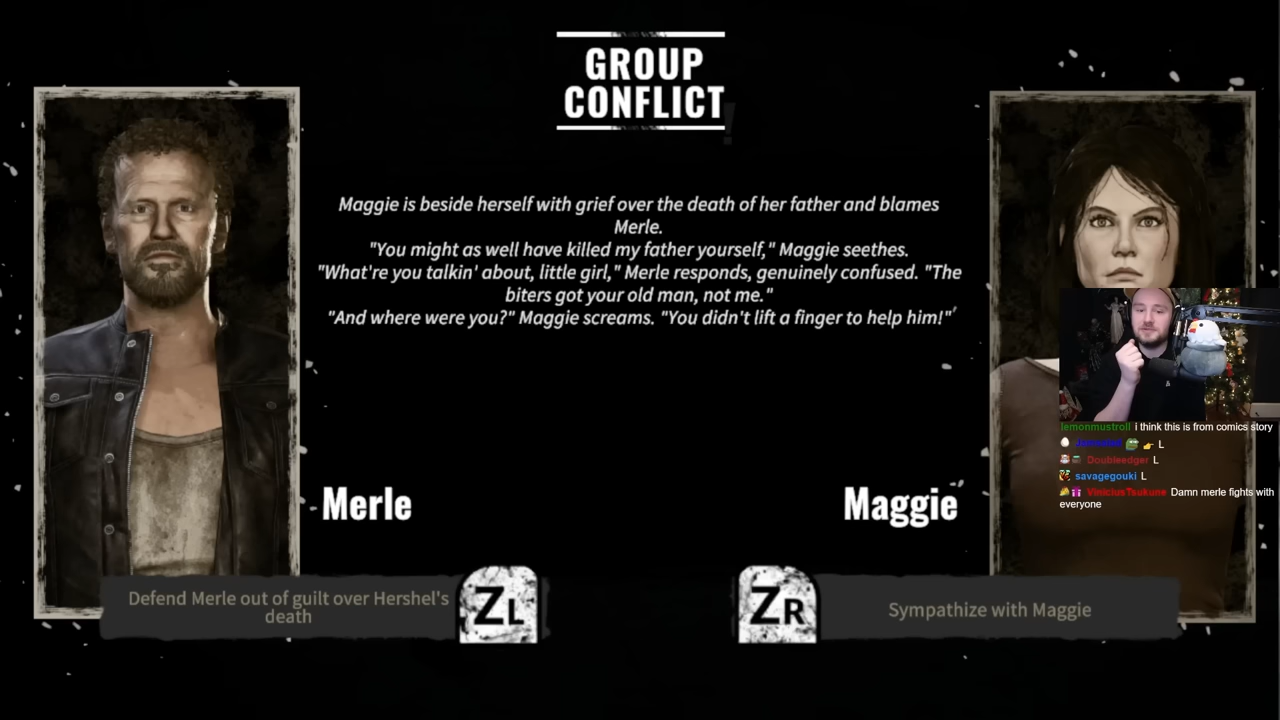 GROUP
CONFLICT
Maggie is beside herself with grief over the death of her father and blames
Merle.
"You might as well have killed my father yourself," Maggie seethes.
"What're you talkin' about, little girl," Merle responds, genuinely confused. "The
biters got your old man, not me."
"And where were you?" Maggie screams. "You didn't lift a finger to help him!"
Merle
Maggie
Defend Merle out of guilt over Hershel's
death
ZL
ZR
Sympathize with Maggie
lemonmustroll i think this is from comics story
L
Doubleedger L
savagegouki L
ViniciusTsukune Damn merle fights with
everyone